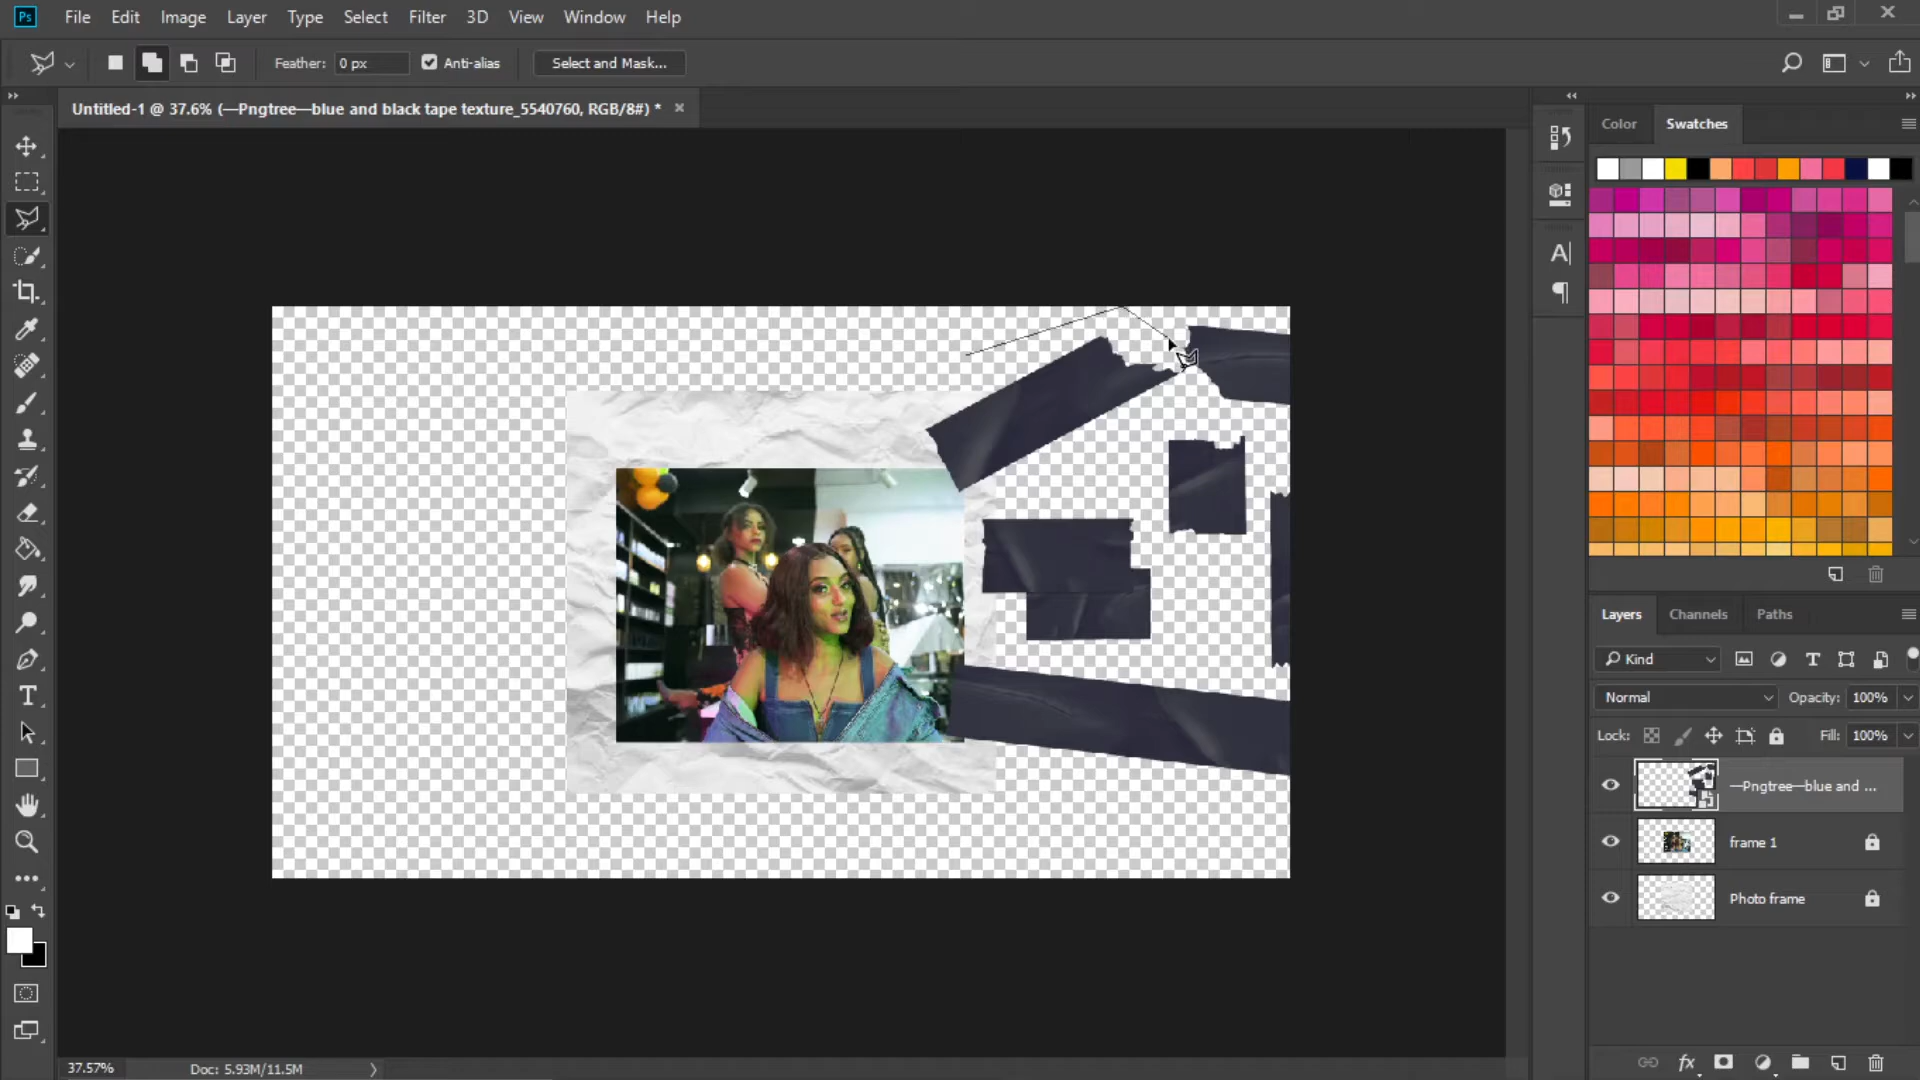 Ps File Edit Image Layer Type Select Filter 3D View Window Help
Feather: 0 px Anti-alias Select and Mask...
Untitled-1 @ 37.6% (—Pngtree—blue and black tape texture_5540760, RGB/8#) *
Color Swatches
Layers Channels Paths
Kind
Normal Opacity: 100%
Lock: Fill: 100%
—Pngtree—blue and ...
frame 1
Photo frame
fx
37.57% Doc: 5.93M/11.5M